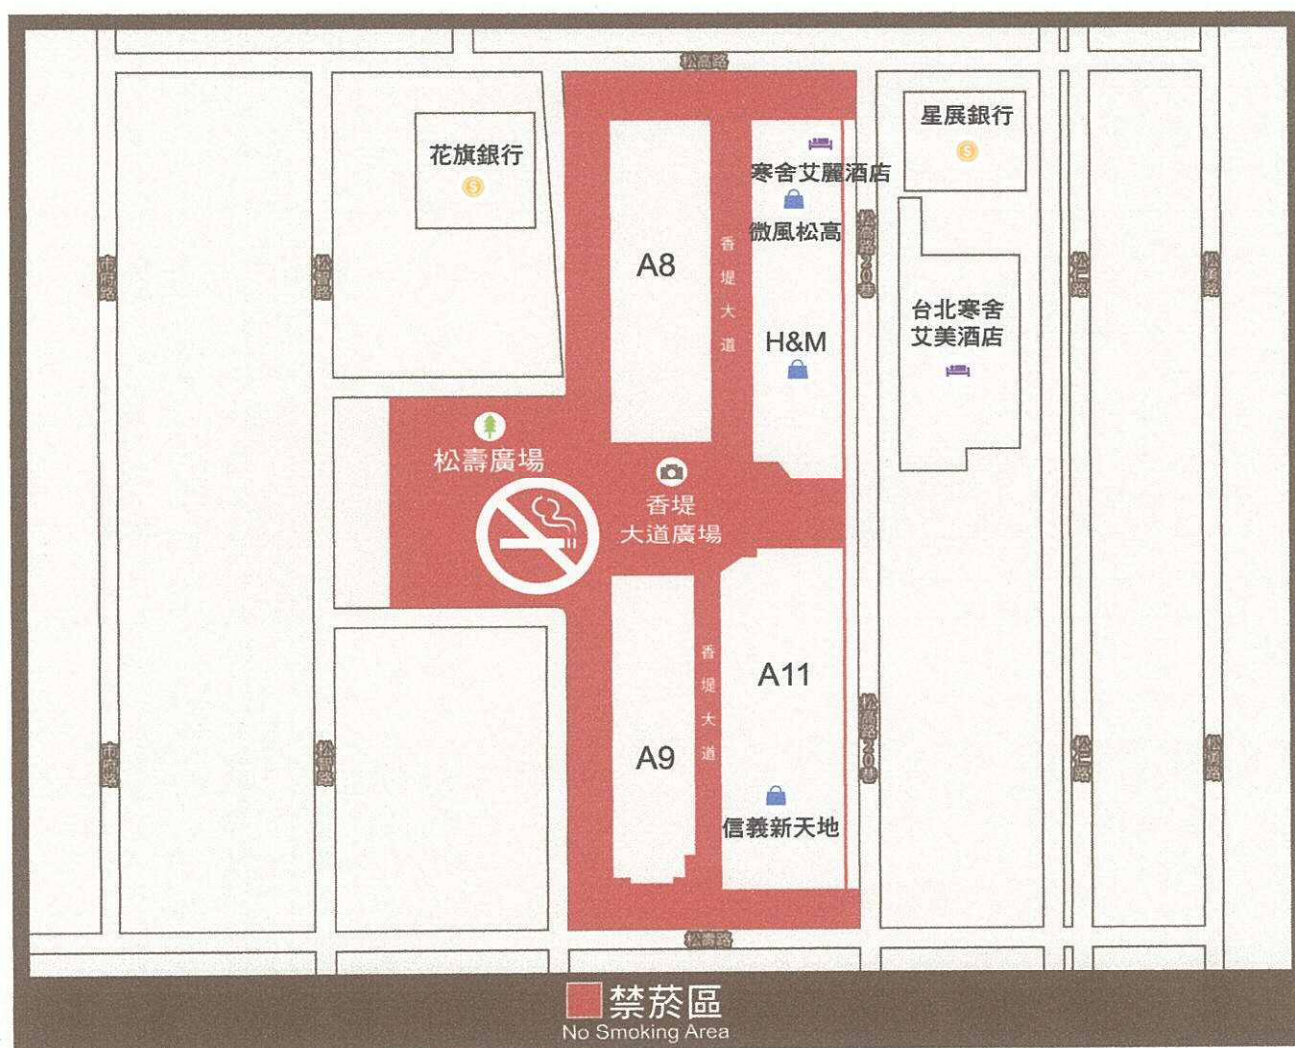 松高路
花旗銀行
星展銀行
寒舍艾麗酒店
微風松高
A8
香堤大道
H&M
松高路20巷
台北寒舍
艾美酒店
市府路
松智路
松仁路
松勇路
松壽廣場
香堤
大道廣場
A11
A9
香堤大道
信義新天地
市府路
松智路
松高路20巷
松仁路
松勇路
松壽路
禁菸區
No Smoking Area